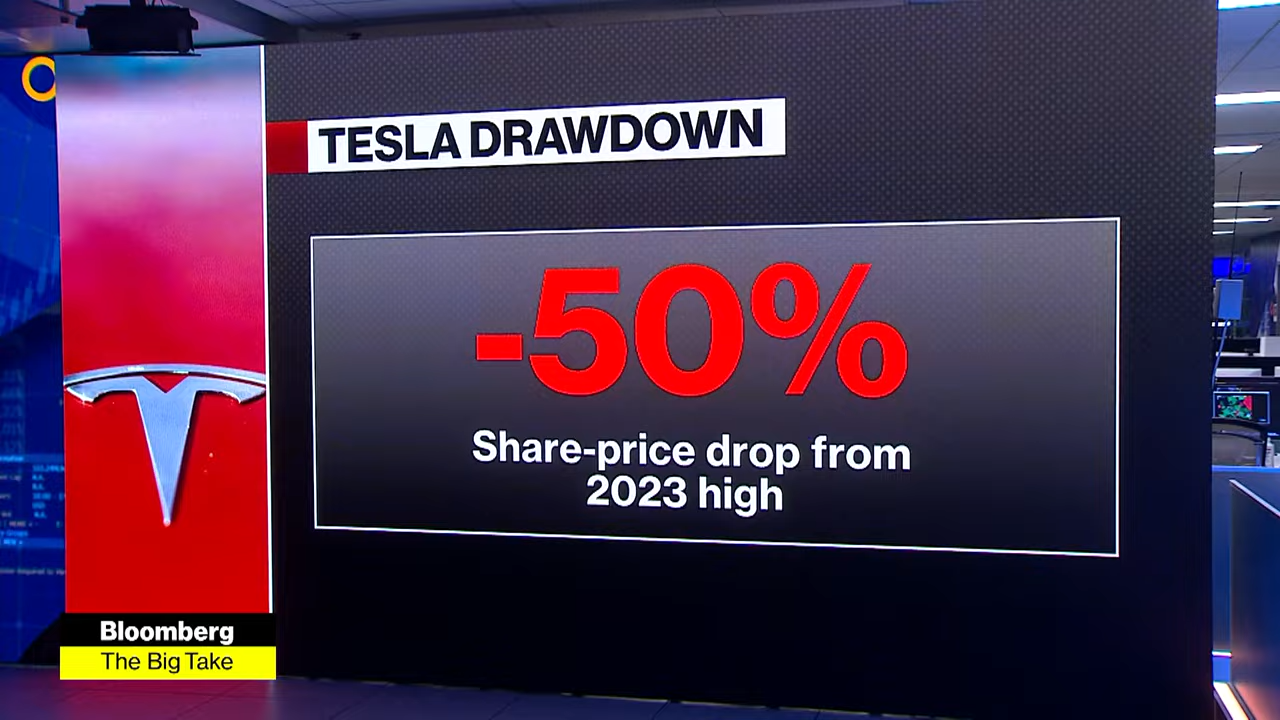 TESLA DRAWDOWN
-50%
Share-price drop from
2023 high
Bloomberg
The Big Take